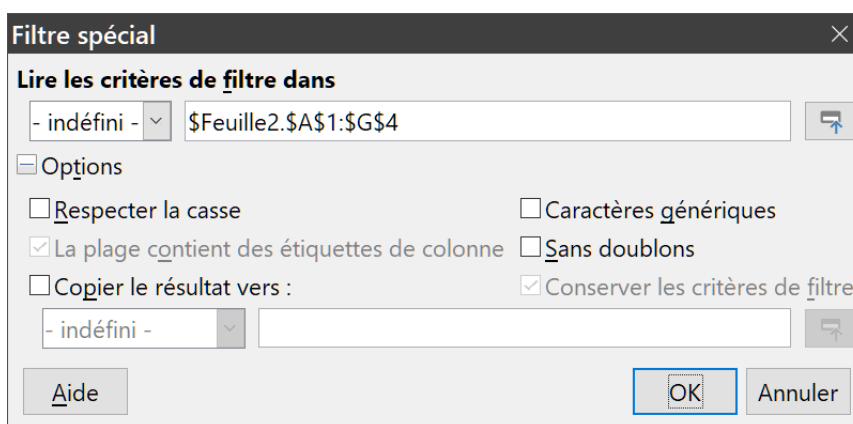 Filtre spécial
Lire les critères de filtre dans
- indéfini - $Feuille2.$A$1:$G$4
Options
Respecter la casse Caractères génériques
La plage contient des étiquettes de colonne Sans doublons
Copier le résultat vers : Conserver les critères de filtre
- indéfini -
Aide OK Annuler